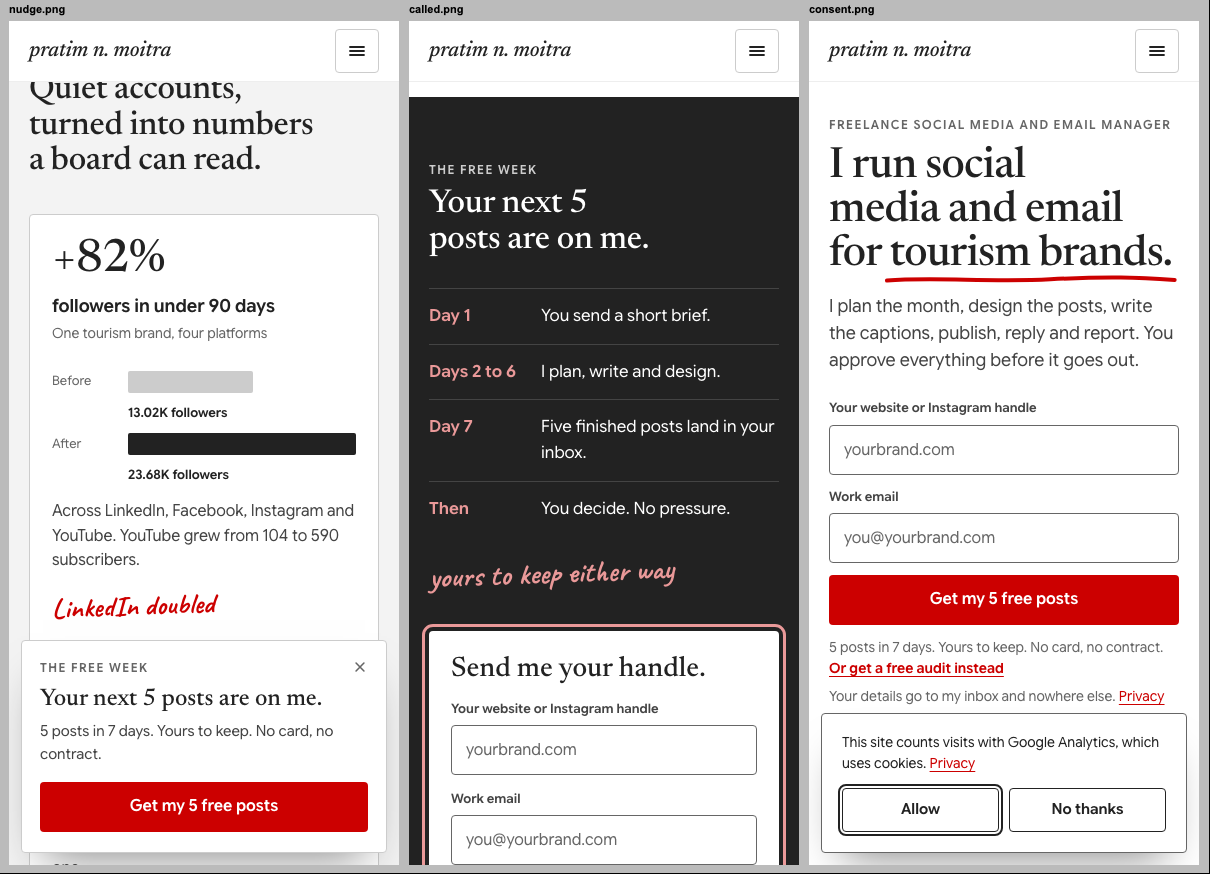 nudge.png
pratim n. moitra
Quiet accounts,
turned into numbers
a board can read.
+82%
followers in under 90 days
One tourism brand, four platforms
Before
13.02K followers
After
23.68K followers
Across LinkedIn, Facebook, Instagram and
YouTube. YouTube grew from 104 to 590
subscribers.
LinkedIn doubled
THE FREE WEEK
Your next 5 posts are on me.
5 posts in 7 days. Yours to keep. No card, no
contract.
Get my 5 free posts
called.png
pratim n. moitra
THE FREE WEEK
Your next 5
posts are on me.
Day 1 You send a short brief.
Days 2 to 6 I plan, write and design.
Day 7 Five finished posts land in your
inbox.
Then You decide. No pressure.
yours to keep either way
Send me your handle.
Your website or Instagram handle
yourbrand.com
Work email
you@yourbrand.com
consent.png
pratim n. moitra
FREELANCE SOCIAL MEDIA AND EMAIL MANAGER
I run social
media and email
for tourism brands.
I plan the month, design the posts, write
the captions, publish, reply and report. You
approve everything before it goes out.
Your website or Instagram handle
yourbrand.com
Work email
you@yourbrand.com
Get my 5 free posts
5 posts in 7 days. Yours to keep. No card, no contract.
Or get a free audit instead
Your details go to my inbox and nowhere else. Privacy
This site counts visits with Google Analytics, which
uses cookies. Privacy
Allow
No thanks